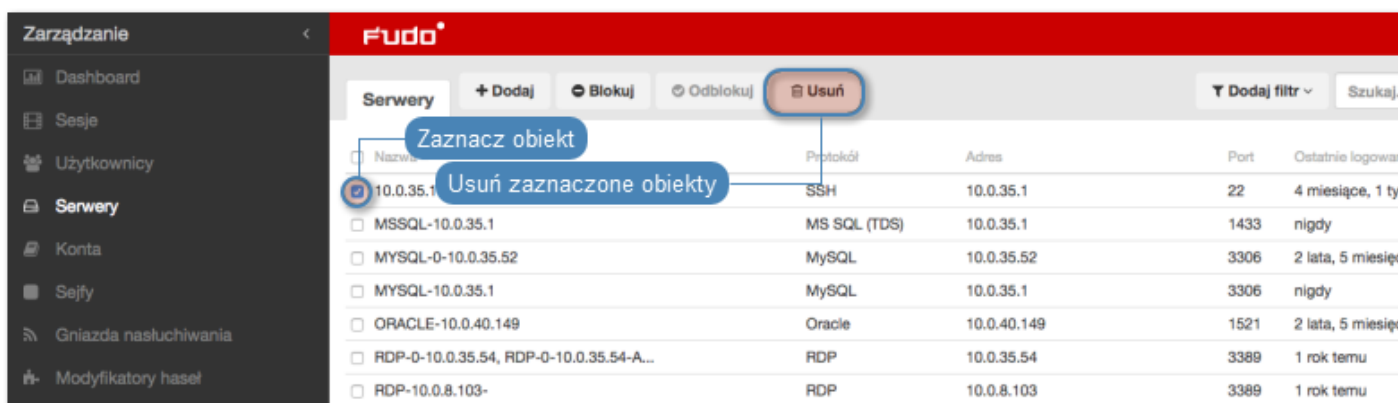 Zarządzanie
Fudo
Dashboard
Sesje
Użytkownicy
Serwery
Konta
Sejfy
Gniazda nasłuchiwania
Modyfikatory haseł
Serwery + Dodaj Blokuj Odblokuj Usuń Dodaj filtr Szukaj.
Zaznacz obiekt
Usuń zaznaczone obiekty
Nazwa Protokół Adres Port Ostatnie logowan
10.0.35.1 SSH 10.0.35.1 22 4 miesiące, 1 ty
MSSQL-10.0.35.1 MS SQL (TDS) 10.0.35.1 1433 nigdy
MYSQL-0-10.0.35.52 MySQL 10.0.35.52 3306 2 lata, 5 miesięc
MYSQL-10.0.35.1 MySQL 10.0.35.1 3306 nigdy
ORACLE-10.0.40.149 Oracle 10.0.40.149 1521 2 lata, 5 miesięc
RDP-0-10.0.35.54, RDP-0-10.0.35.54-A... RDP 10.0.35.54 3389 1 rok temu
RDP-10.0.8.103- RDP 10.0.8.103 3389 1 rok temu